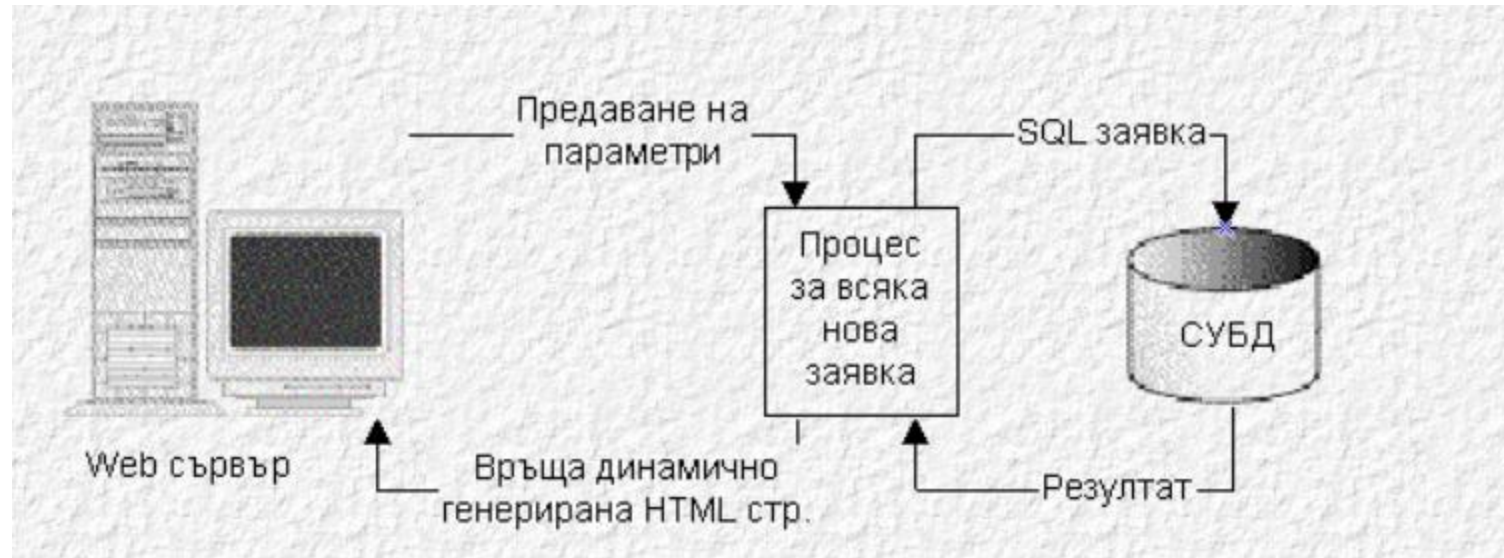 Предаване на
параметри
SQL заявка
Процес
за всяка
нова
заявка
СУБД
Web сървър
Връща динамично
генерирана HTML стр.
Резултат